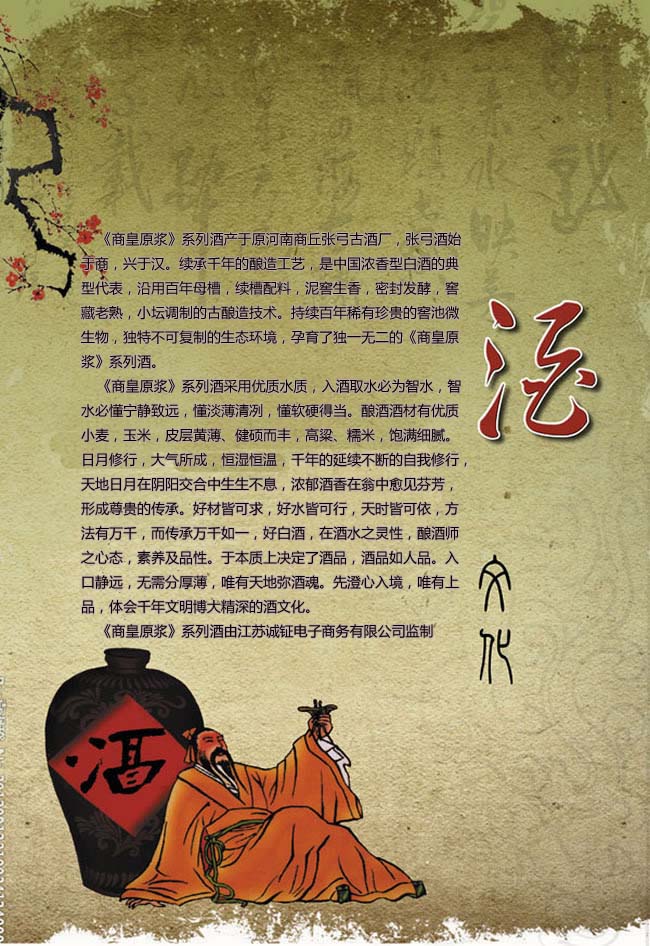 《商皇原浆》系列酒产于原河南商丘张弓古酒厂，张弓酒始
于商，兴于汉。续承千年的酿造工艺，是中国浓香型白酒的典
型代表，沿用百年母槽，续槽配料，泥窖生香，密封发酵，窖
藏老熟，小坛调制的古酿造技术。持续百年稀有珍贵的窖池微
生物，独特不可复制的生态环境，孕育了独一无二的《商皇原
浆》系列酒。
《商皇原浆》系列酒采用优质水质，入酒取水必为智水，智
水必懂宁静致远，懂淡薄清冽，懂软硬得当。酿酒酒材有优质
小麦，玉米，皮层黄薄、健硕而丰，高粱、糯米，饱满细腻。
日月修行，大气所成，恒湿恒温，千年的延续不断的自我修行，
天地日月在阴阳交合中生生不息，浓郁酒香在翁中愈见芬芳，
形成尊贵的传承。好材皆可求，好水皆可行，天时皆可依，方
法有万千，而传承万千如一，好白酒，在酒水之灵性，酿酒师
之心态，素养及品性。于本质上决定了酒品，酒品如人品。入
口静远，无需分厚薄，唯有天地弥酒魂。先澄心入境，唯有上
品，体会千年文明博大精深的酒文化。
《商皇原浆》系列酒由江苏诚钲电子商务有限公司监制
酒
文化
酒